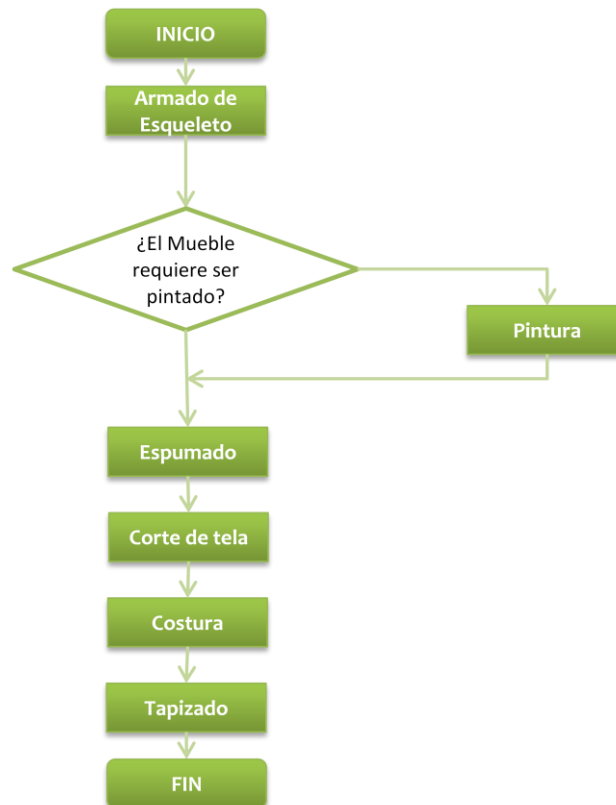 INICIO
Armado de
Esqueleto
¿El Mueble
requiere ser
pintado?
Pintura
Espumado
Corte de tela
Costura
Tapizado
FIN